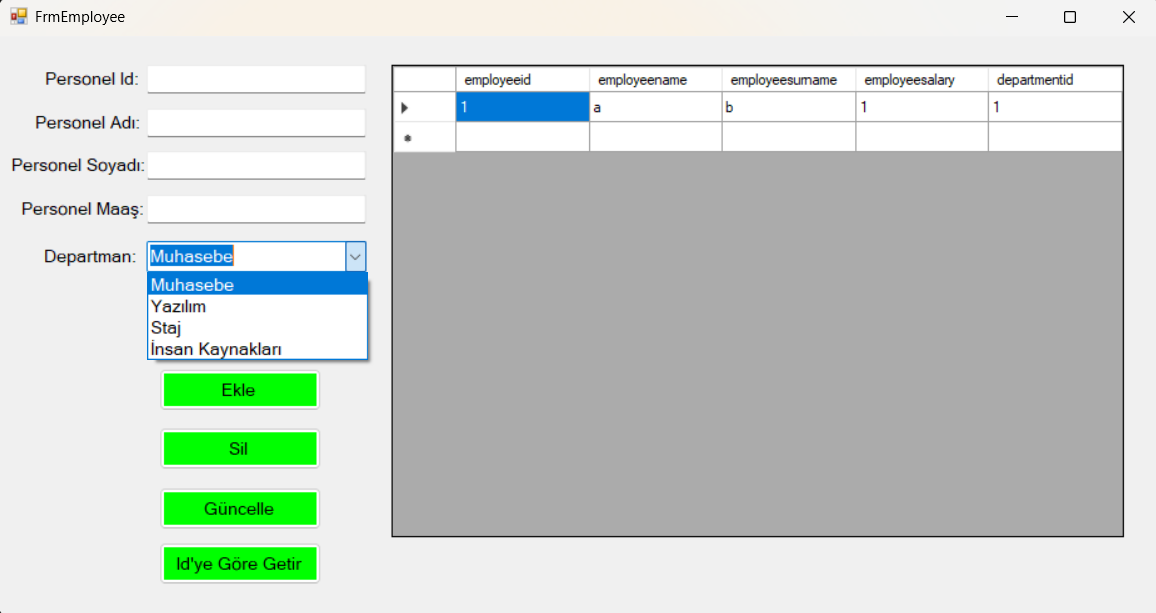 FrmEmployee
Personel Id:
Personel Adı:
Personel Soyadı:
Personel Maaş:
Departman: Muhasebe
Muhasebe
Yazılım
Staj
İnsan Kaynakları
Ekle
Sil
Güncelle
Id'ye Göre Getir
employeeid employeename employeesurname employeesalary departmentid
1 a b 1 1